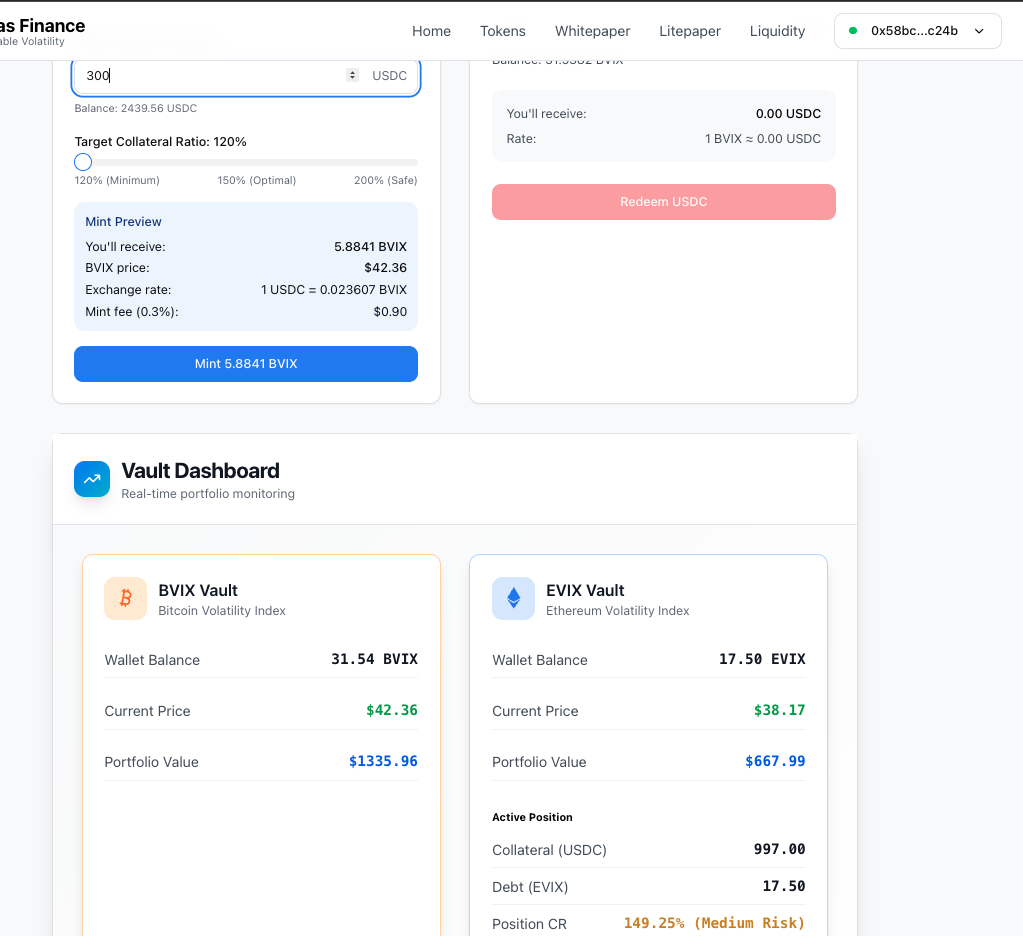 as Finance
able Volatility
Home Tokens Whitepaper Litepaper Liquidity 0x58bc...c24b
300 USDC
Balance: 2439.56 USDC
Target Collateral Ratio: 120%
120% (Minimum) 150% (Optimal) 200% (Safe)
Mint Preview
You'll receive: 5.8841 BVIX
BVIX price: $42.36
Exchange rate: 1 USDC = 0.023607 BVIX
Mint fee (0.3%): $0.90
Mint 5.8841 BVIX
You'll receive: 0.00 USDC
Rate: 1 BVIX ≈ 0.00 USDC
Redeem USDC
Vault Dashboard
Real-time portfolio monitoring
BVIX Vault
Bitcoin Volatility Index
Wallet Balance 31.54 BVIX
Current Price $42.36
Portfolio Value $1335.96
EVIX Vault
Ethereum Volatility Index
Wallet Balance 17.50 EVIX
Current Price $38.17
Portfolio Value $667.99
Active Position
Collateral (USDC) 997.00
Debt (EVIX) 17.50
Position CR 149.25% (Medium Risk)